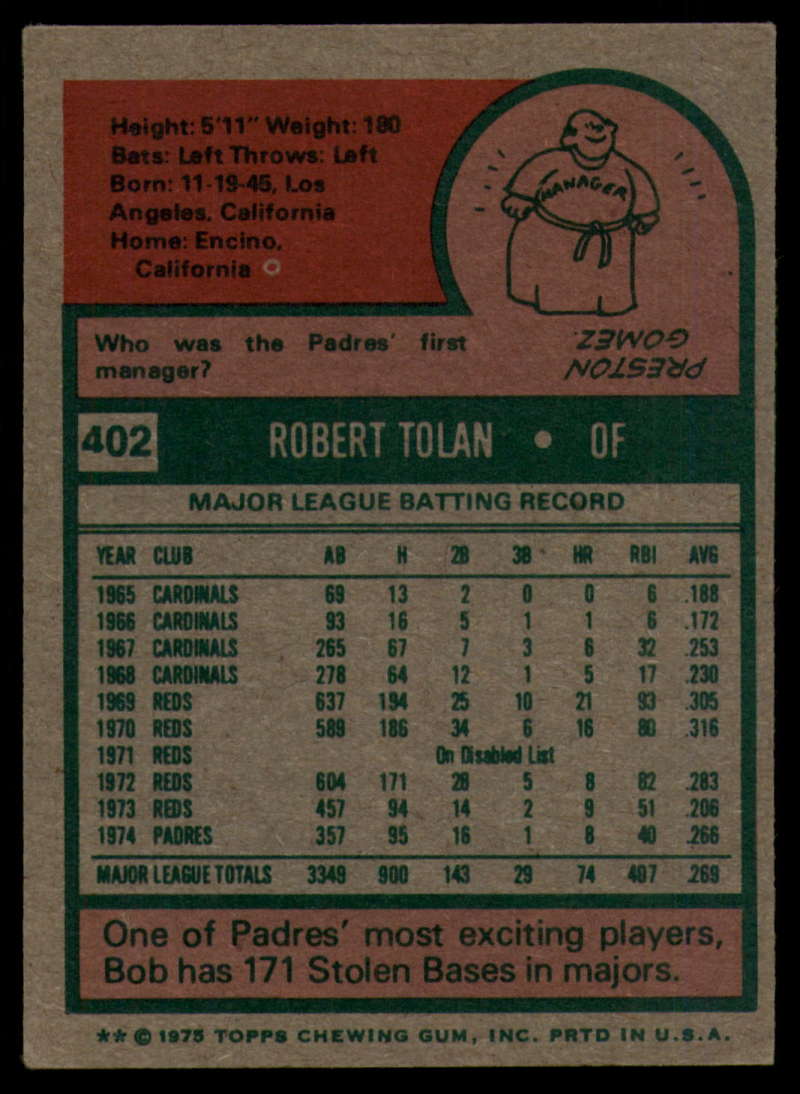 Height: 5'11" Weight: 180
Bats: Left Throws: Left
Born: 11-19-45, Los
Angeles, California
Home: Encino,
California
MANAGER
Who was the Padres' first
manager?
PRESTON
GOMEZ.
402 ROBERT TOLAN • OF
MAJOR LEAGUE BATTING RECORD
YEAR CLUB AB H 2B 3B HR RBI AVG
1965 CARDINALS 69 13 2 0 0 6 .188
1966 CARDINALS 93 16 5 1 1 6 .172
1967 CARDINALS 265 67 7 3 6 32 .253
1968 CARDINALS 278 64 12 1 5 17 .230
1969 REDS 637 194 25 10 21 93 .305
1970 REDS 589 186 34 6 16 80 .316
1971 REDS On Disabled List
1972 REDS 604 171 28 5 8 82 .283
1973 REDS 457 94 14 2 9 51 .206
1974 PADRES 357 95 16 1 8 40 .266
MAJOR LEAGUE TOTALS 3349 900 143 29 74 407 .269
One of Padres' most exciting players,
Bob has 171 Stolen Bases in majors.
** © 1975 TOPPS CHEWING GUM, INC. PRTD IN U.S.A.